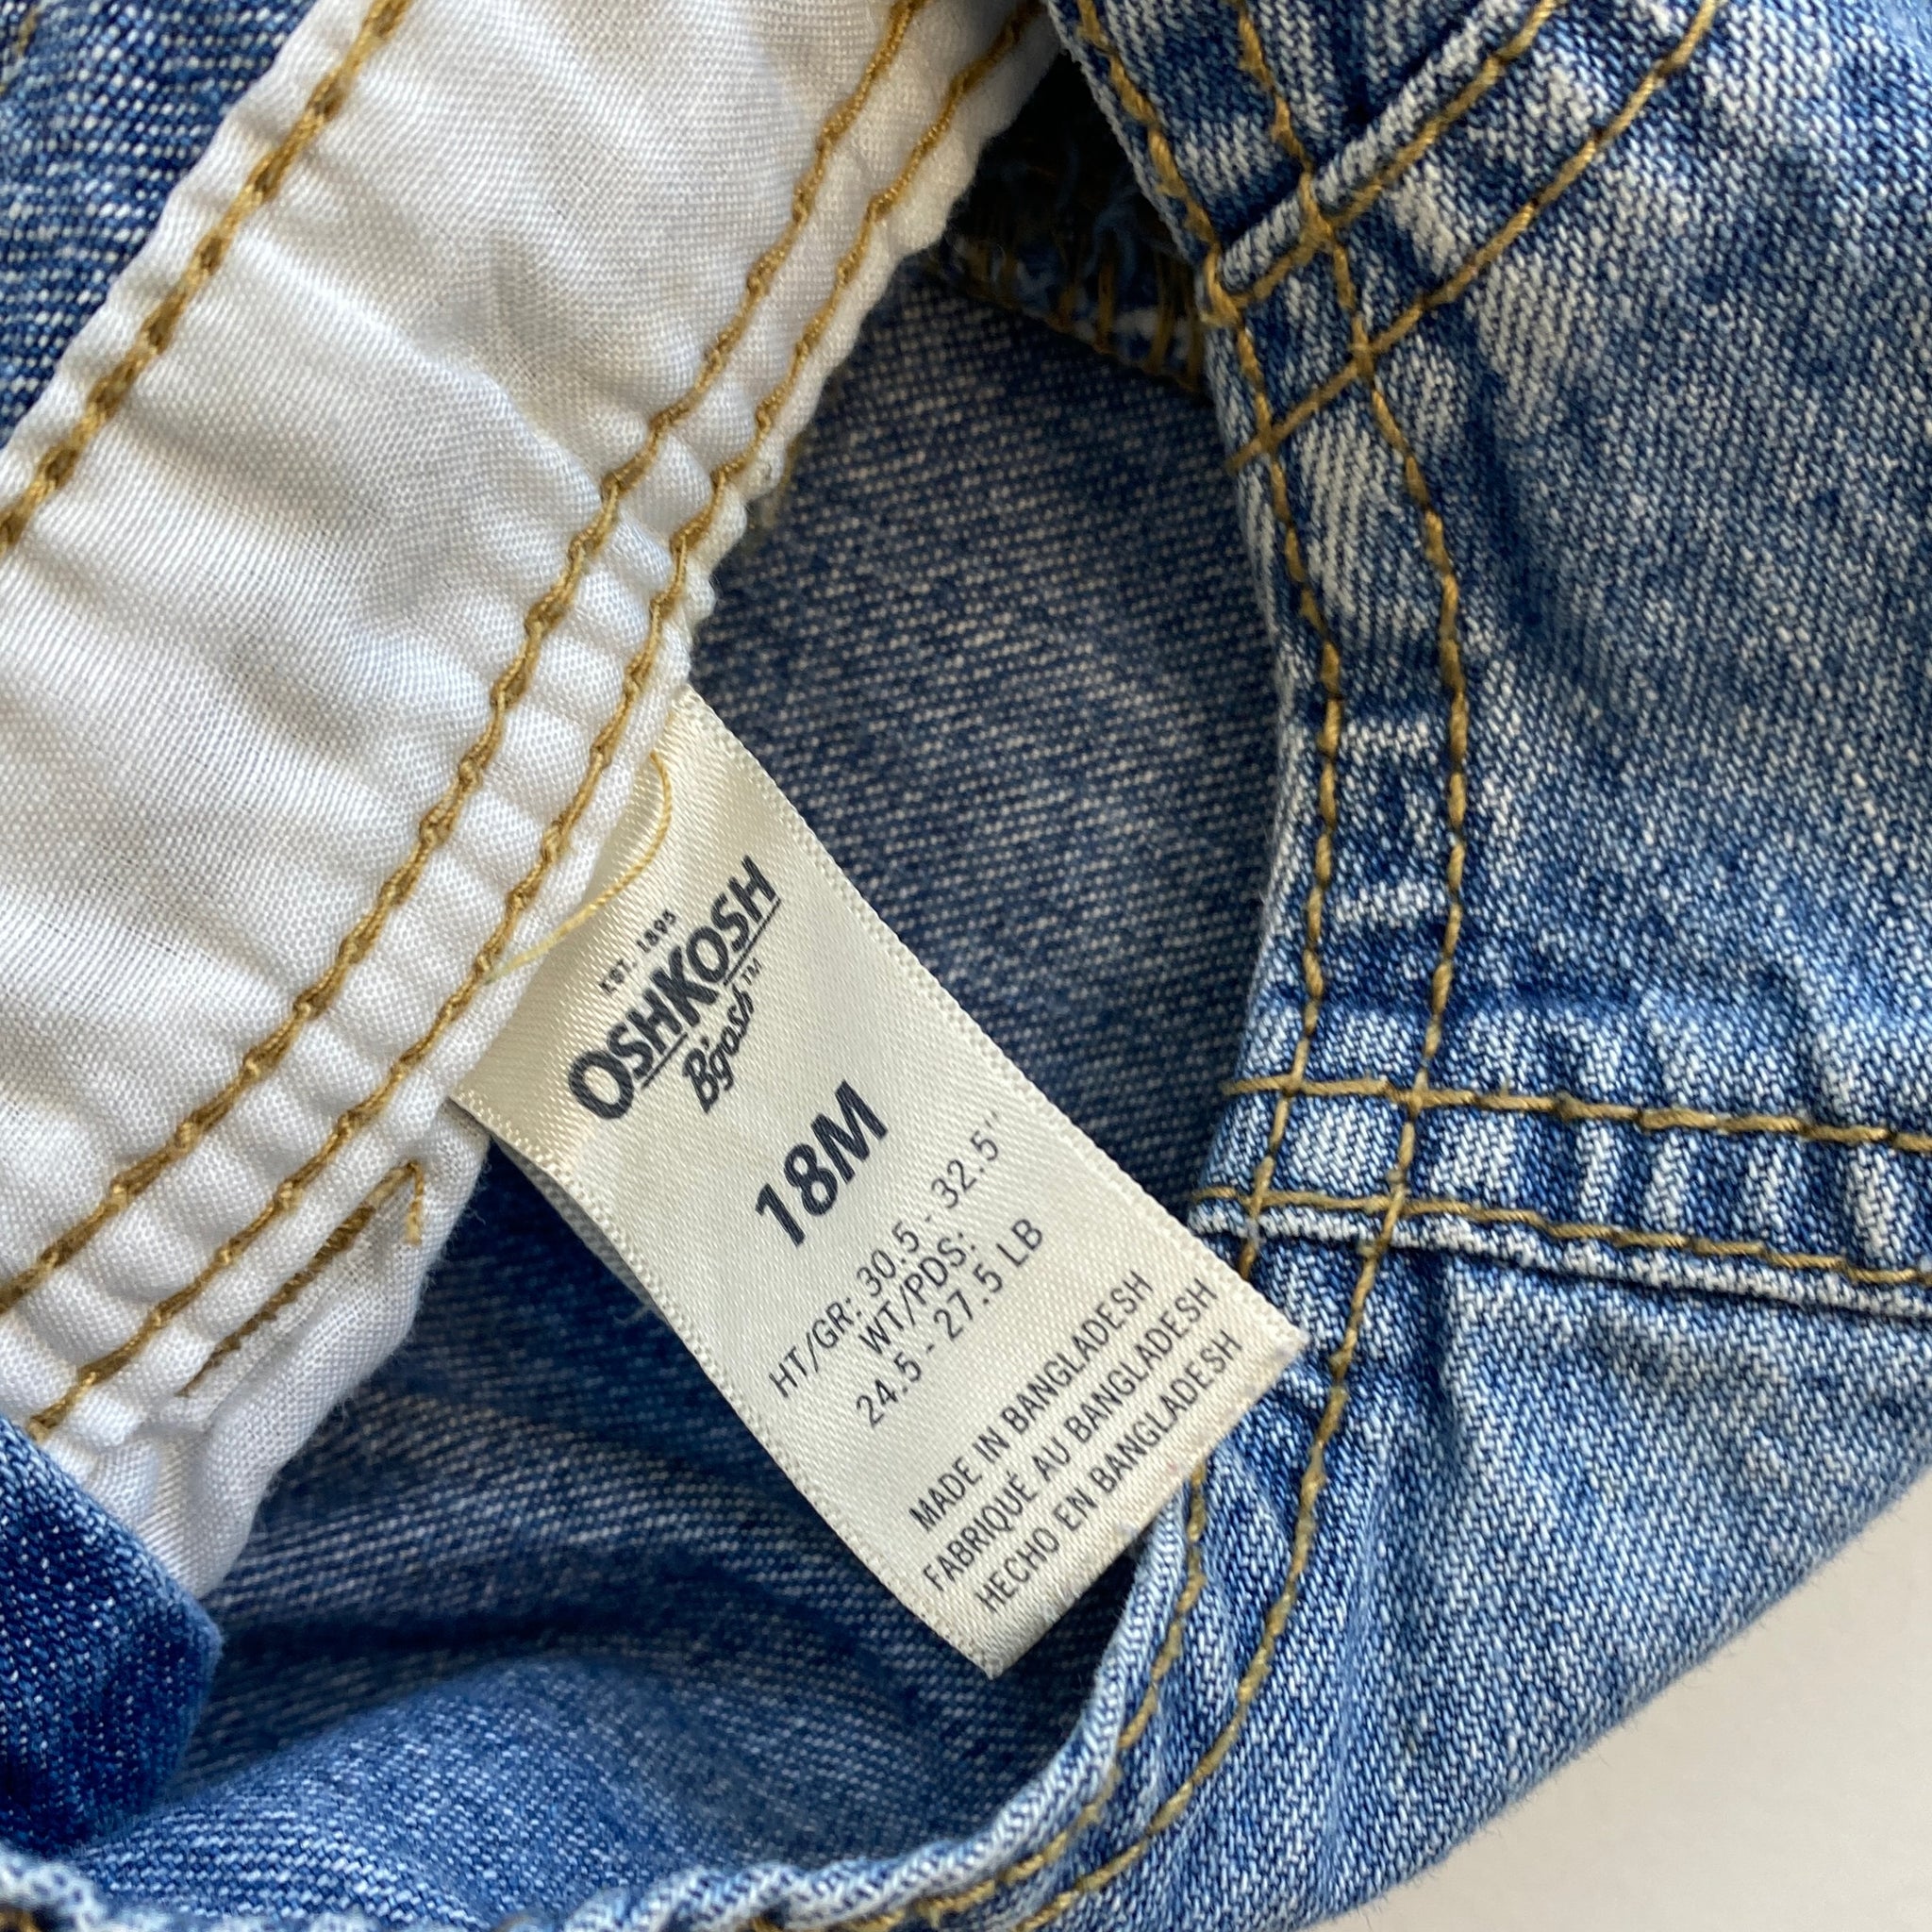 EST. 1895
OSHKOSH
B'gosh™
18M
HT/GR: 30.5 - 32.5"
WT/PDS:
24.5 - 27.5 LB
MADE IN BANGLADESH
FABRIQUÉ AU BANGLADESH
HECHO EN BANGLADESH